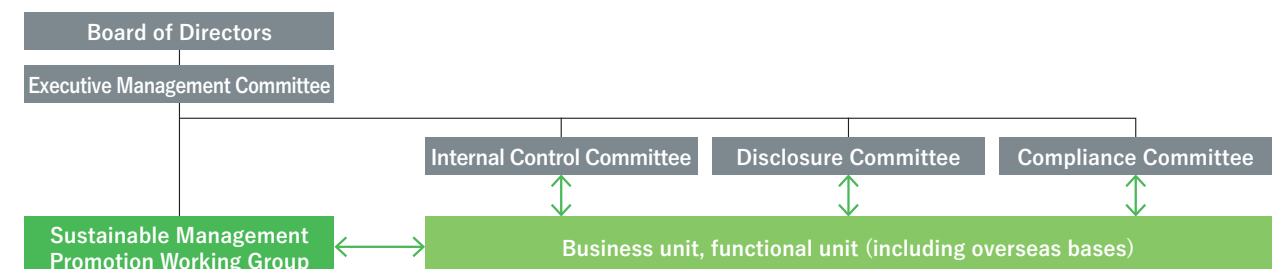 Board of Directors
Executive Management Committee
Internal Control Committee
Disclosure Committee
Compliance Committee
Sustainable Management
Promotion Working Group
Business unit, functional unit (including overseas bases)